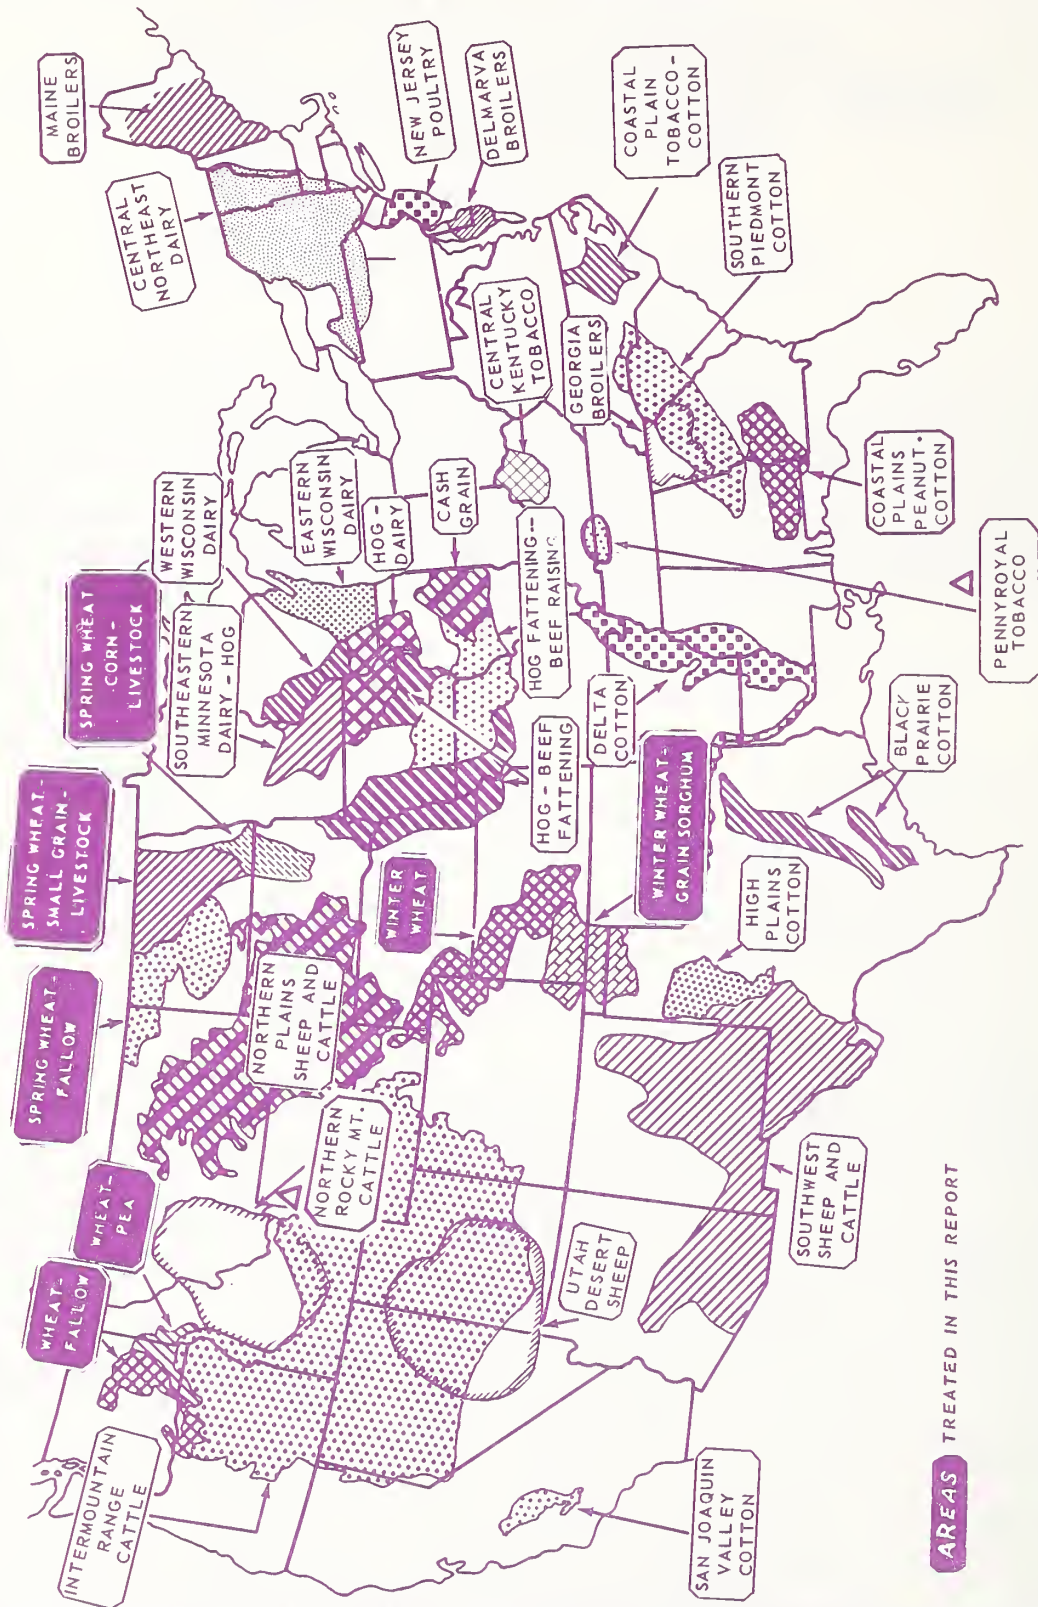 MAINE
BROILERS
CENTRAL
NORTHEAST
DAIRY
NEW JERSEY
POULTRY
DELMARVA
BROILERS
COASTAL
PLAIN
TOBACCO-
COTTON
SOUTHERN
PIEDMONT
COTTON
CENTRAL
KENTUCKY
TOBACCO
GEORGIA
BROILERS
COASTAL
PLAINS
PEANUT-
COTTON
PENNYROYAL
TOBACCO
WESTERN
WISCONSIN
DAIRY
EASTERN
WISCONSIN
DAIRY
HOG-
DAIRY
CASH
GRAIN
HOG FATTENING--
BEEF RAISING
SPRING WHEAT
-CORN-
LIVESTOCK
SOUTHEASTERN
MINNESOTA
DAIRY - HOG
HOG - BEEF
FATTENING
DELTA
COTTON
BLACK
PRAIRIE
COTTON
SPRING WHEAT-
SMALL GRAIN-
LIVESTOCK
WINTER
WHEAT
WINTER WHEAT-
GRAIN SORGHUM
HIGH
PLAINS
COTTON
SPRING WHEAT-
FALLOW
NORTHERN
PLAINS
SHEEP AND
CATTLE
NORTHERN
ROCKY MT.
CATTLE
WHEAT-
PEA
WHEAT-
FALLOW
UTAH
DESERT
SHEEP
SOUTHWEST
SHEEP AND
CATTLE
INTERMOUNTAIN
RANGE
CATTLE
SAN JOAQUIN
VALLEY
COTTON
AREAS TREATED IN THIS REPORT